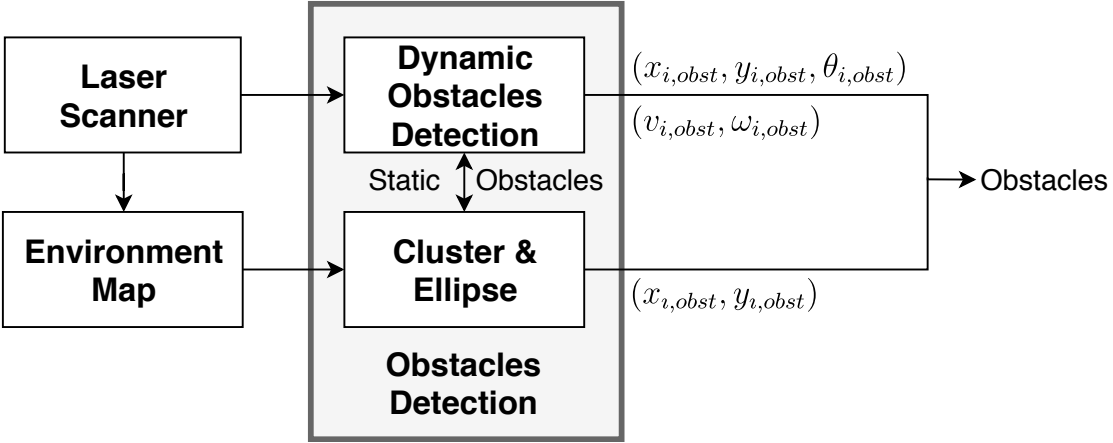 Laser
Scanner
Dynamic
Obstacles
Detection
(x_{i,obst}, y_{i,obst}, θ_{i,obst})
(v_{i,obst}, ω_{i,obst})
Static Obstacles
Obstacles
Environment
Map
Cluster &
Ellipse
(x_{ı,obst}, y_{ı,obst})
Obstacles
Detection